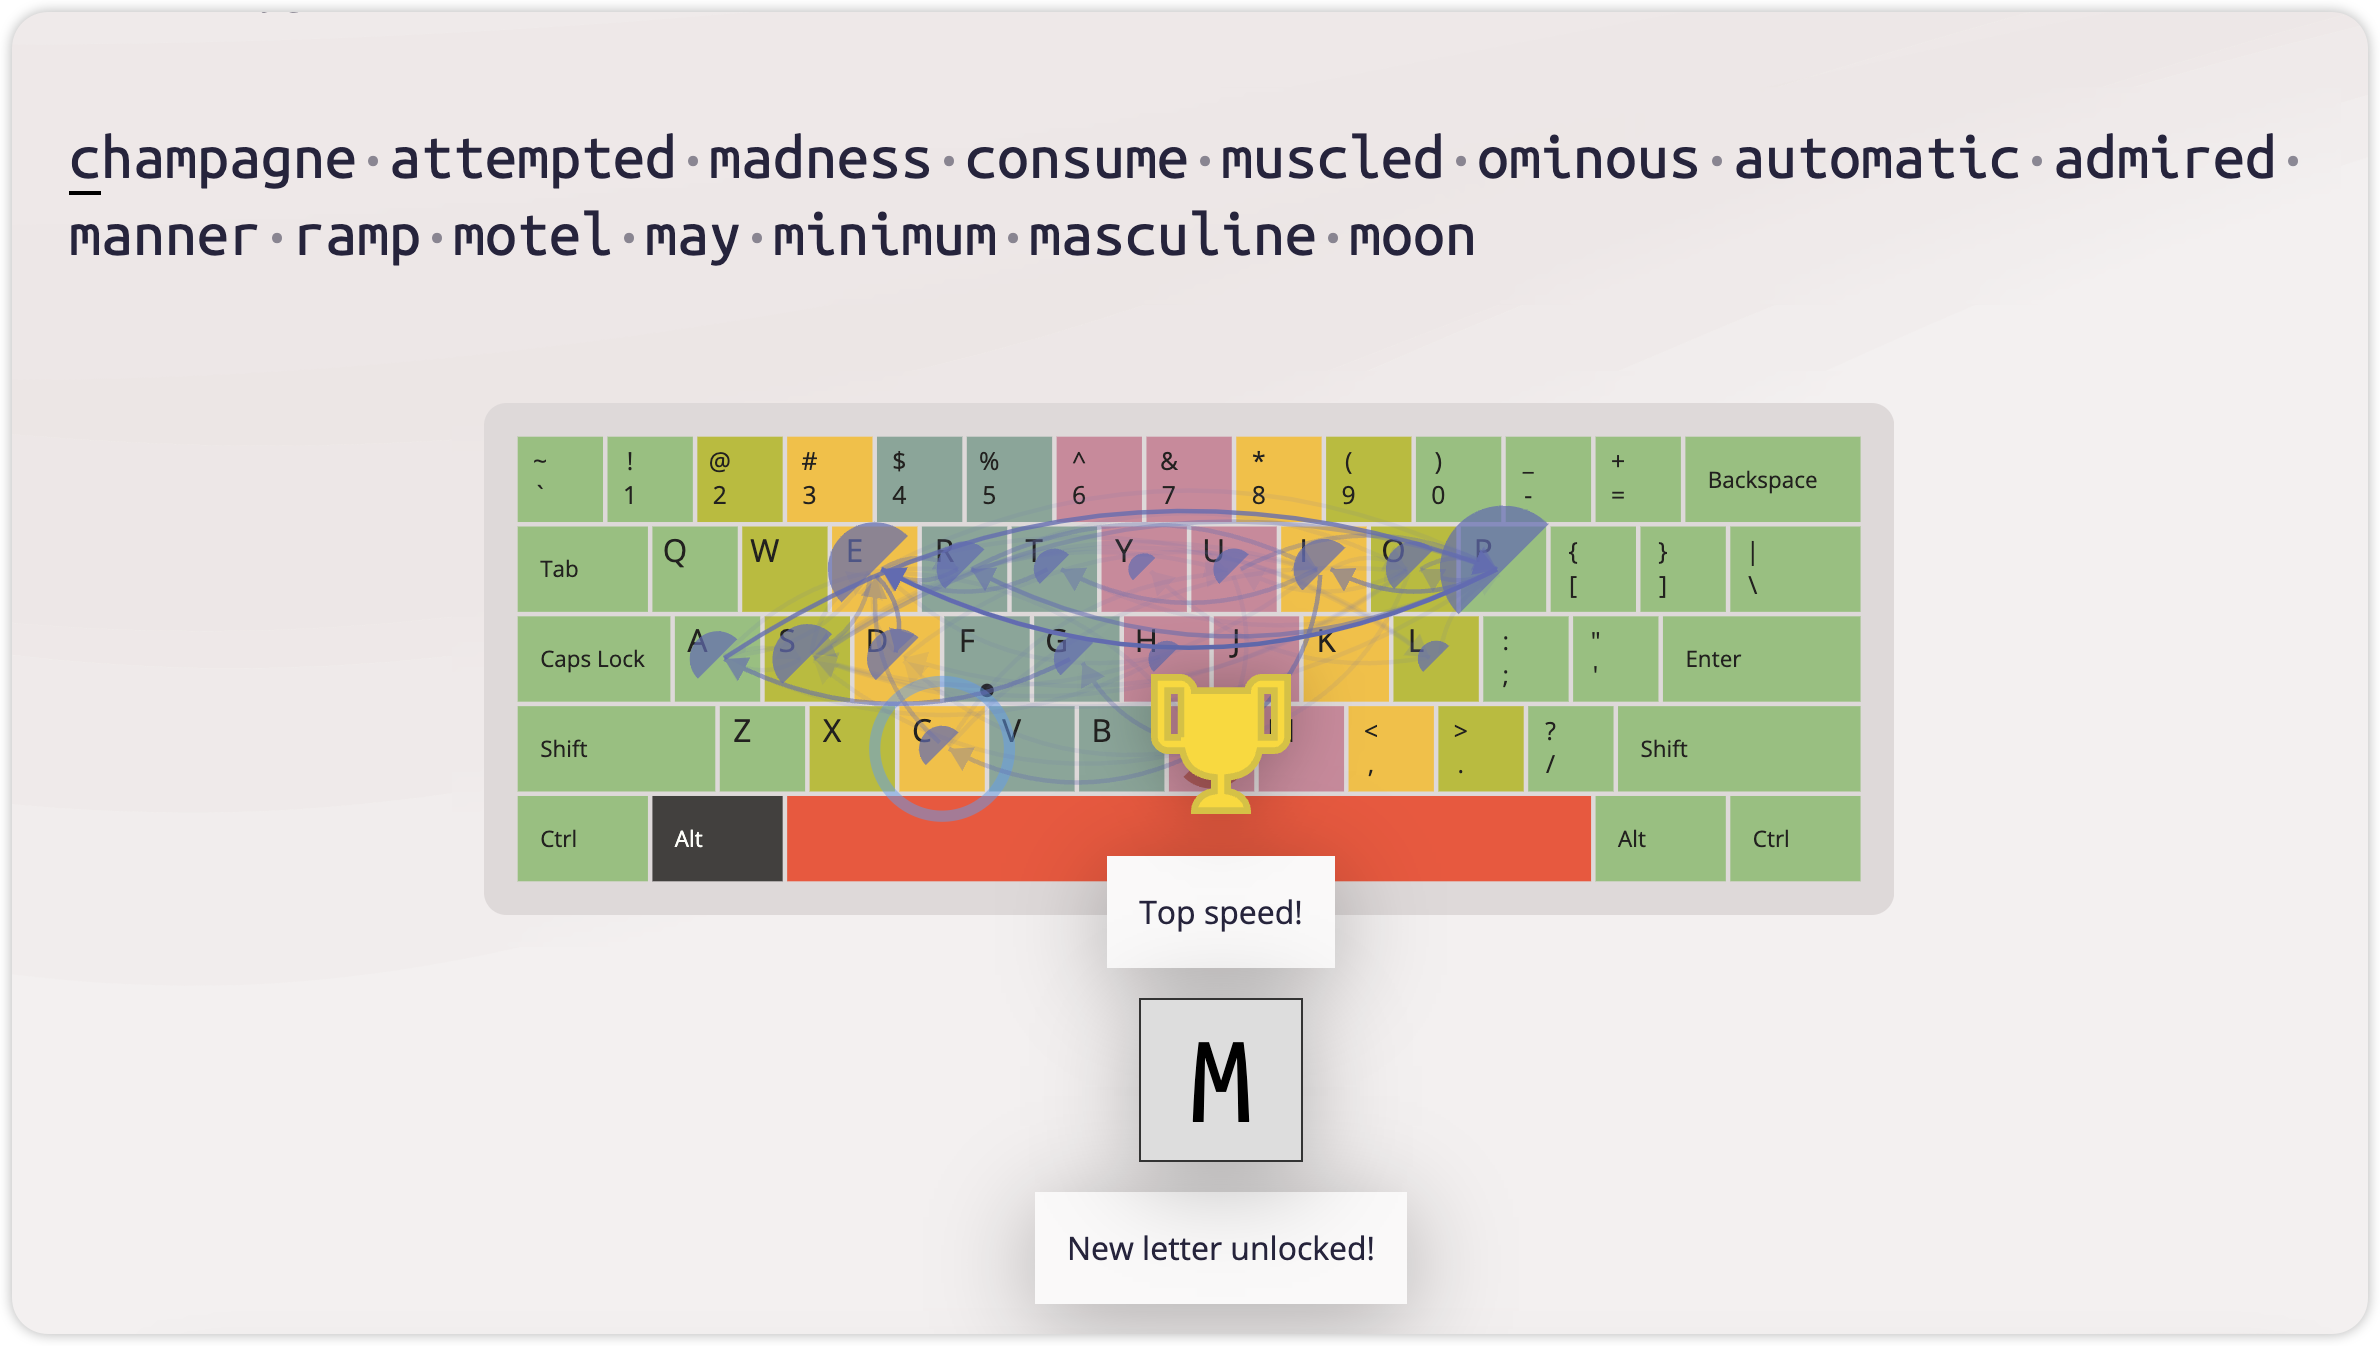 champagne·attempted·madness·consume·muscled·ominous·automatic·admired·
manner·ramp·motel·may·minimum·masculine·moon
~ ! @ # $ % ^ & * ( ) _ +
` 1 2 3 4 5 6 7 8 9 0 - = Backspace
Tab Q W E R T Y U I O P { } |
[ ] \
Caps Lock A S D F G H J K L : " Enter
; '
Shift Z X C V B < > ? Shift
, . /
Ctrl Alt Alt Ctrl
Top speed!
M
New letter unlocked!